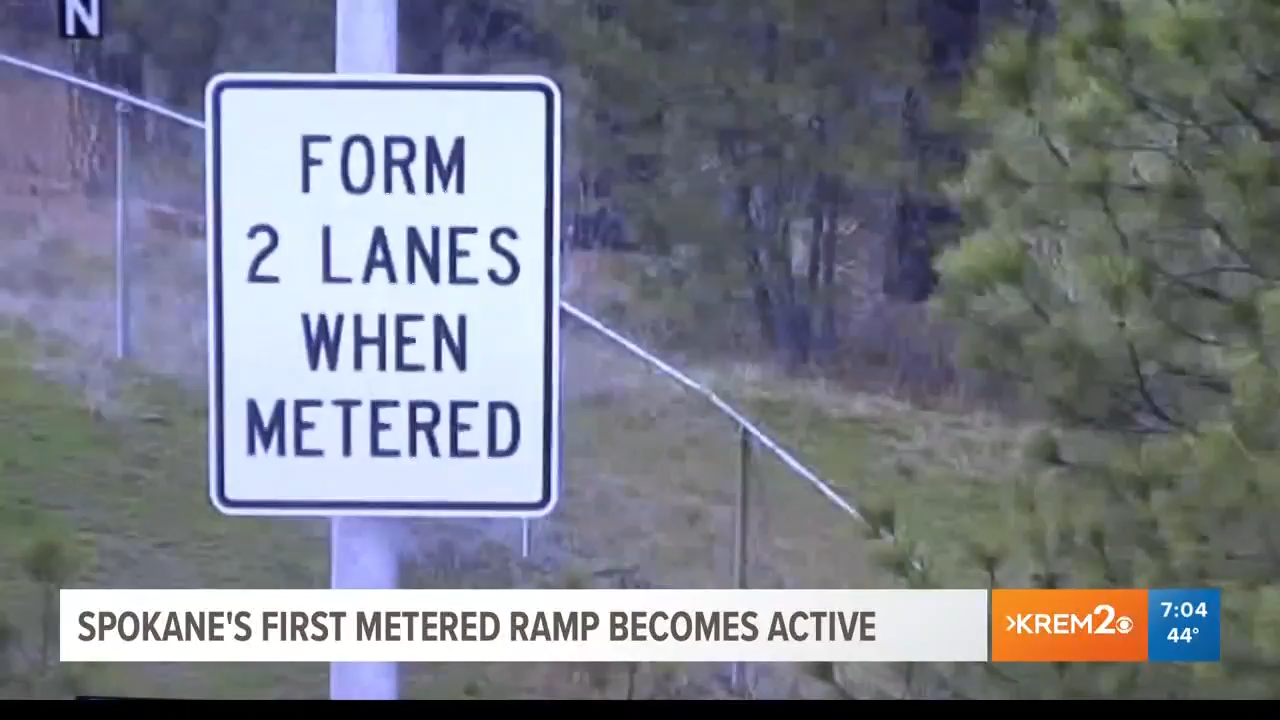 N
FORM
2 LANES
WHEN
METERED
SPOKANE'S FIRST METERED RAMP BECOMES ACTIVE
KREM2
7:04
44°